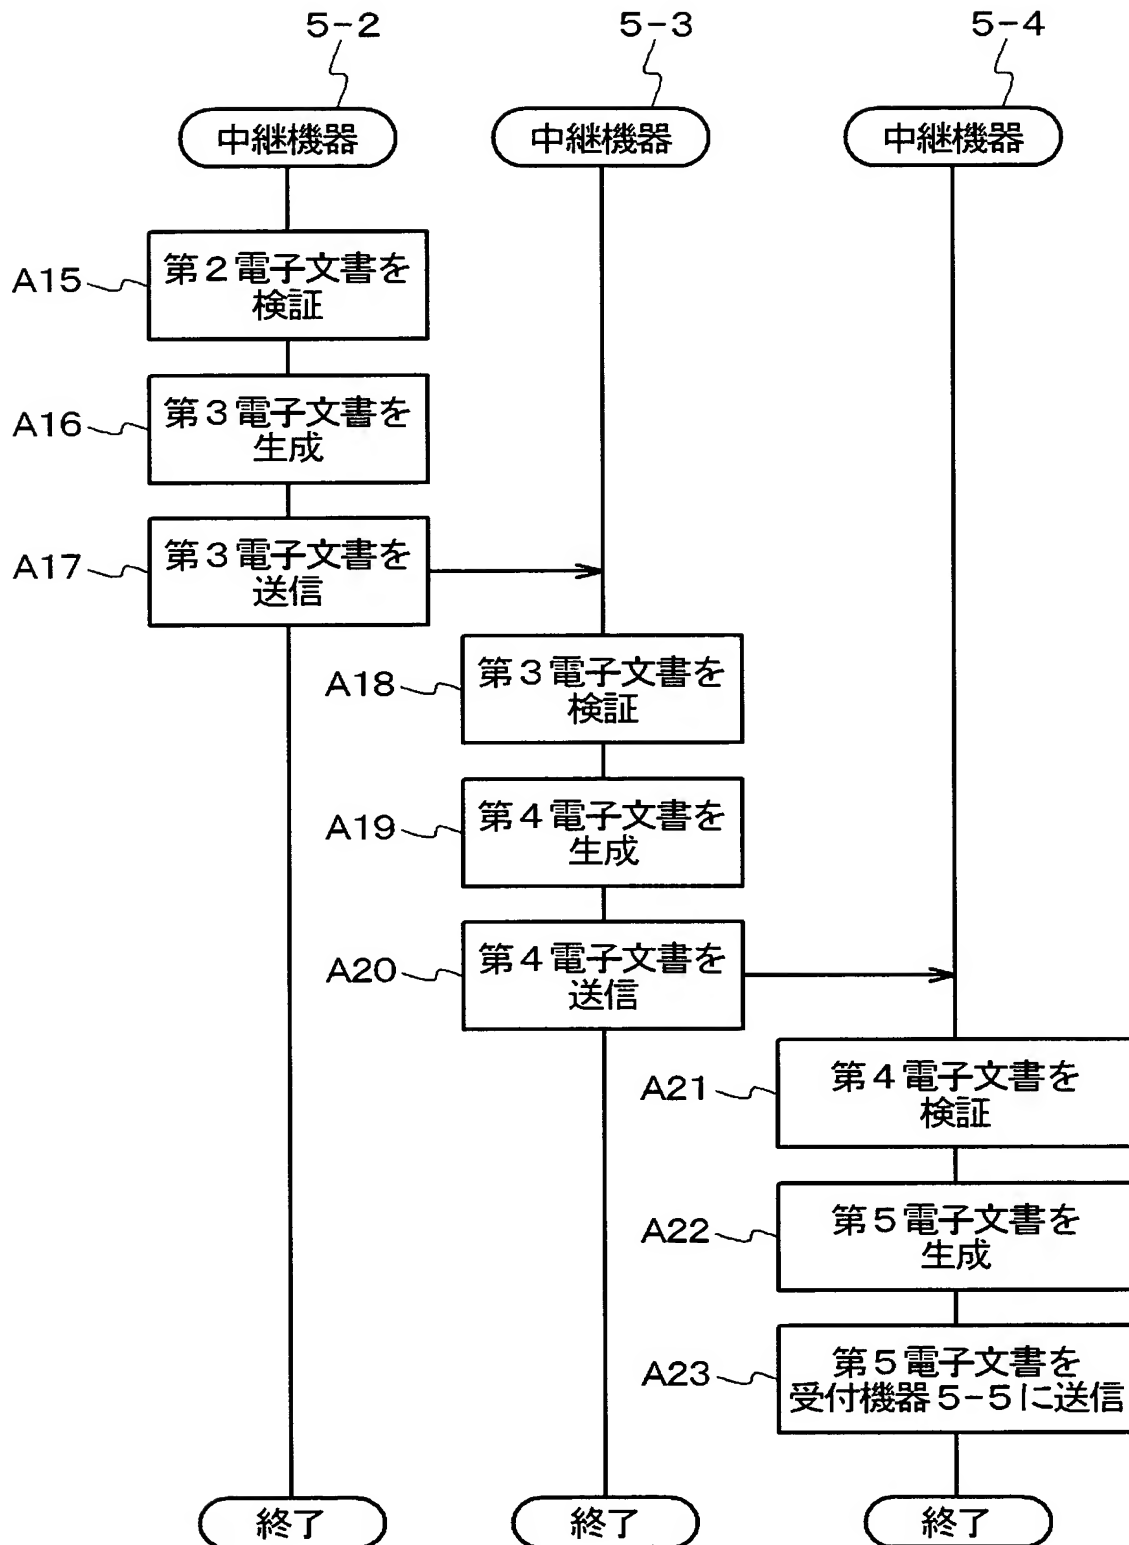 5-2
5-3
5-4
中継機器
中継機器
中継機器
A15
第2電子文書を
検証
A16
第3電子文書を
生成
A17
第3電子文書を
送信
A18
第3電子文書を
検証
A19
第4電子文書を
生成
A20
第4電子文書を
送信
A21
第4電子文書を
検証
A22
第5電子文書を
生成
A23
第5電子文書を
受付機器5-5に送信
終了
終了
終了